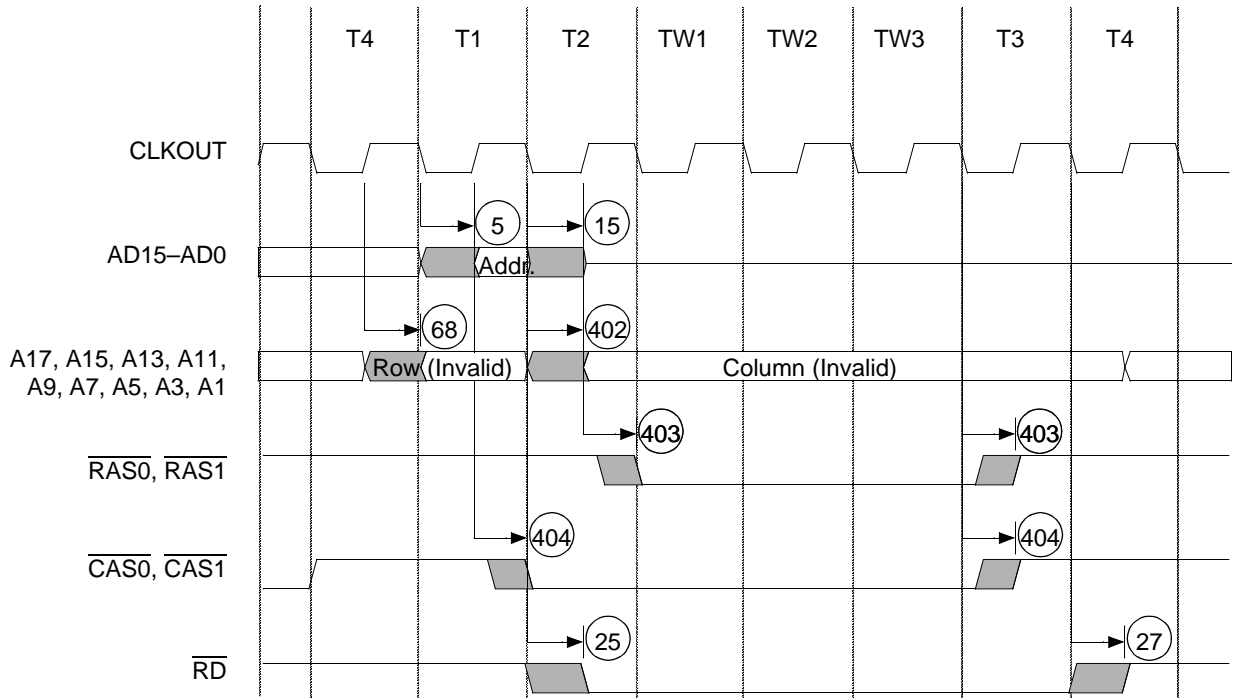 T4 T1 T2 TW1 TW2 TW3 T3 T4
CLKOUT
5 15
AD15–AD0
Addr.
68 402
A17, A15, A13, A11,
A9, A7, A5, A3, A1
Row (Invalid) Column (Invalid)
403 403
RAS0, RAS1
404 404
CAS0, CAS1
25 27
RD